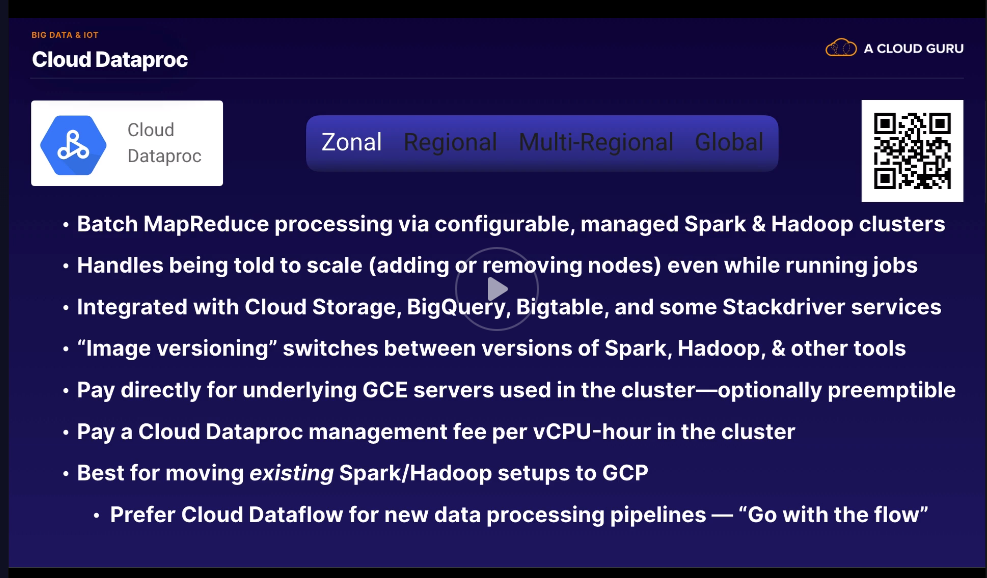 BIG DATA & IOT
Cloud Dataproc
A CLOUD GURU
Cloud
Dataproc
Zonal Regional Multi-Regional Global
• Batch MapReduce processing via configurable, managed Spark & Hadoop clusters
• Handles being told to scale (adding or removing nodes) even while running jobs
• Integrated with Cloud Storage, BigQuery, Bigtable, and some Stackdriver services
• “Image versioning” switches between versions of Spark, Hadoop, & other tools
• Pay directly for underlying GCE servers used in the cluster—optionally preemptible
• Pay a Cloud Dataproc management fee per vCPU-hour in the cluster
• Best for moving existing Spark/Hadoop setups to GCP
• Prefer Cloud Dataflow for new data processing pipelines — “Go with the flow”